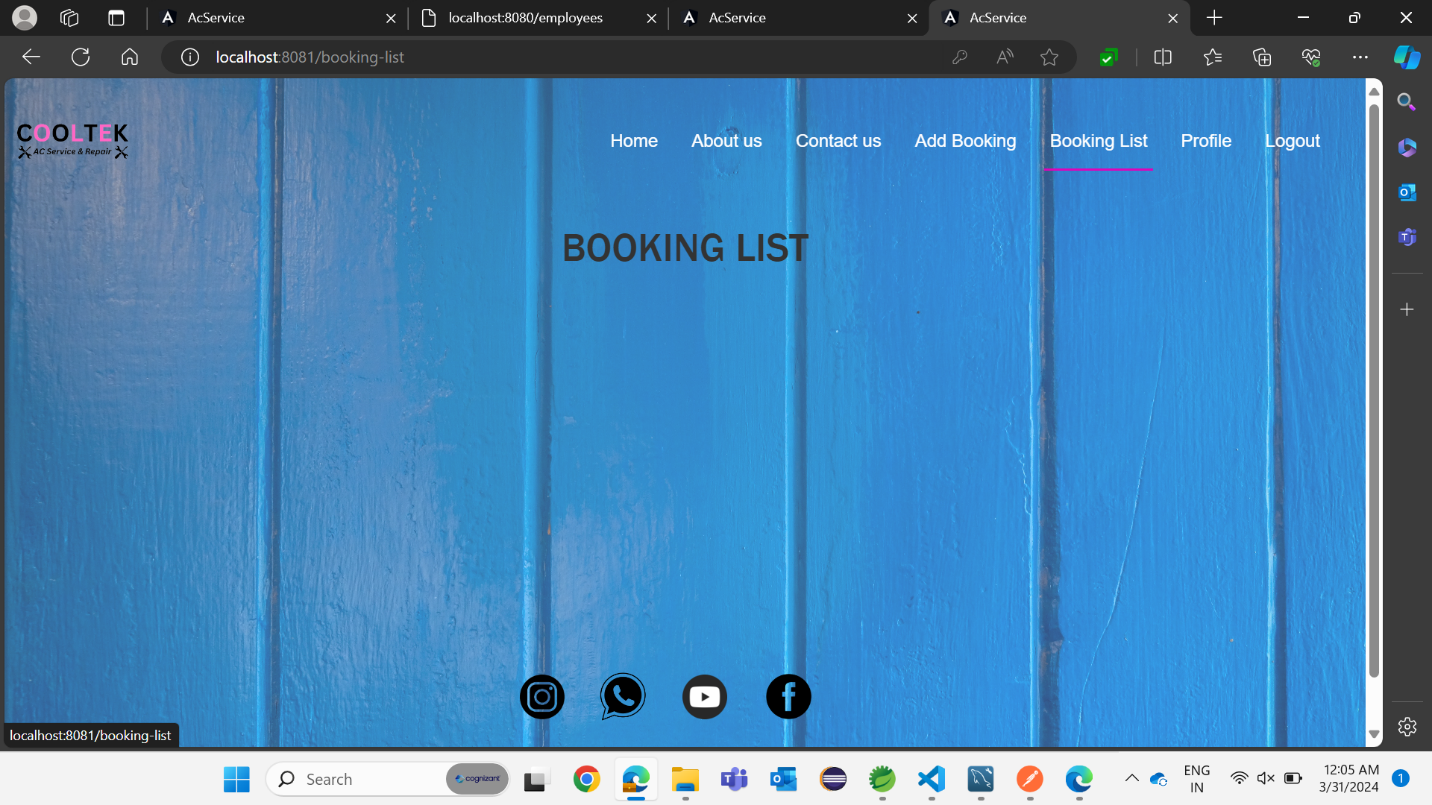 AcService
localhost:8080/employees
AcService
AcService
localhost:8081/booking-list
COOLTEK
AC Service & Repair
Home About us Contact us Add Booking Booking List Profile Logout
BOOKING LIST
localhost:8081/booking-list
Search
cognizant
ENG
IN
12:05 AM
3/31/2024
1